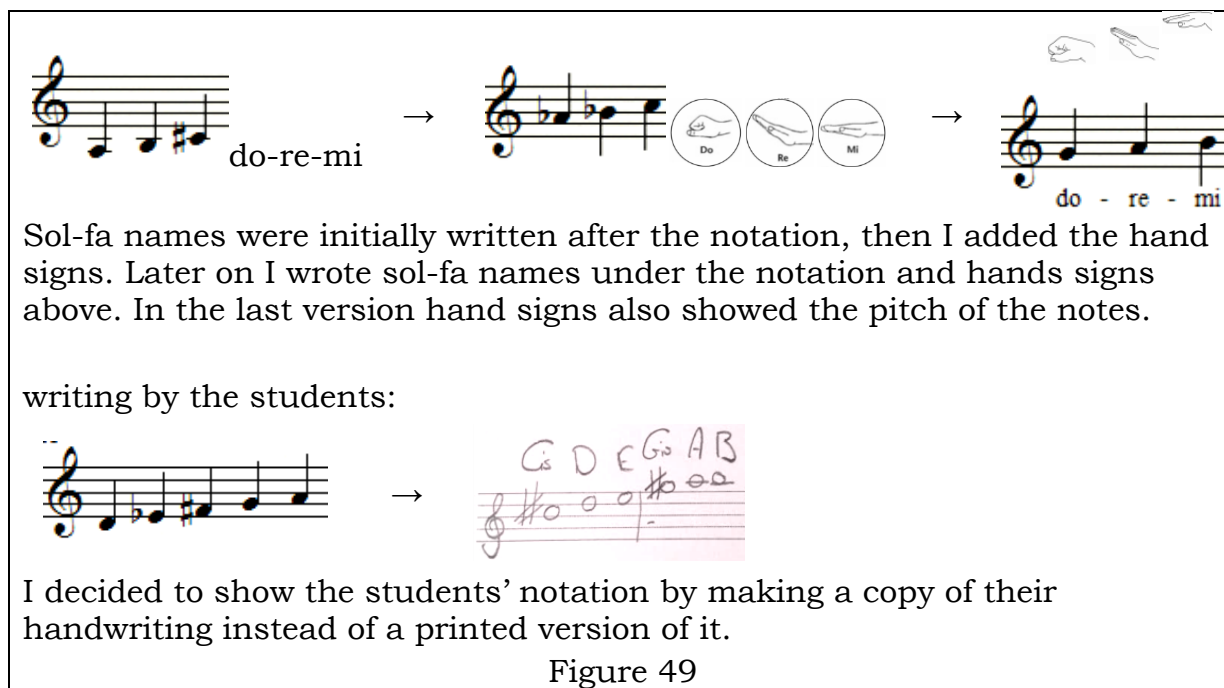 do-re-mi
→
Do
Re
Mi
→
do - re - mi
Sol-fa names were initially written after the notation, then I added the hand
signs. Later on I wrote sol-fa names under the notation and hands signs
above. In the last version hand signs also showed the pitch of the notes.
writing by the students:
→
Cis D E Gis A B
I decided to show the students’ notation by making a copy of their
handwriting instead of a printed version of it.
Figure 49